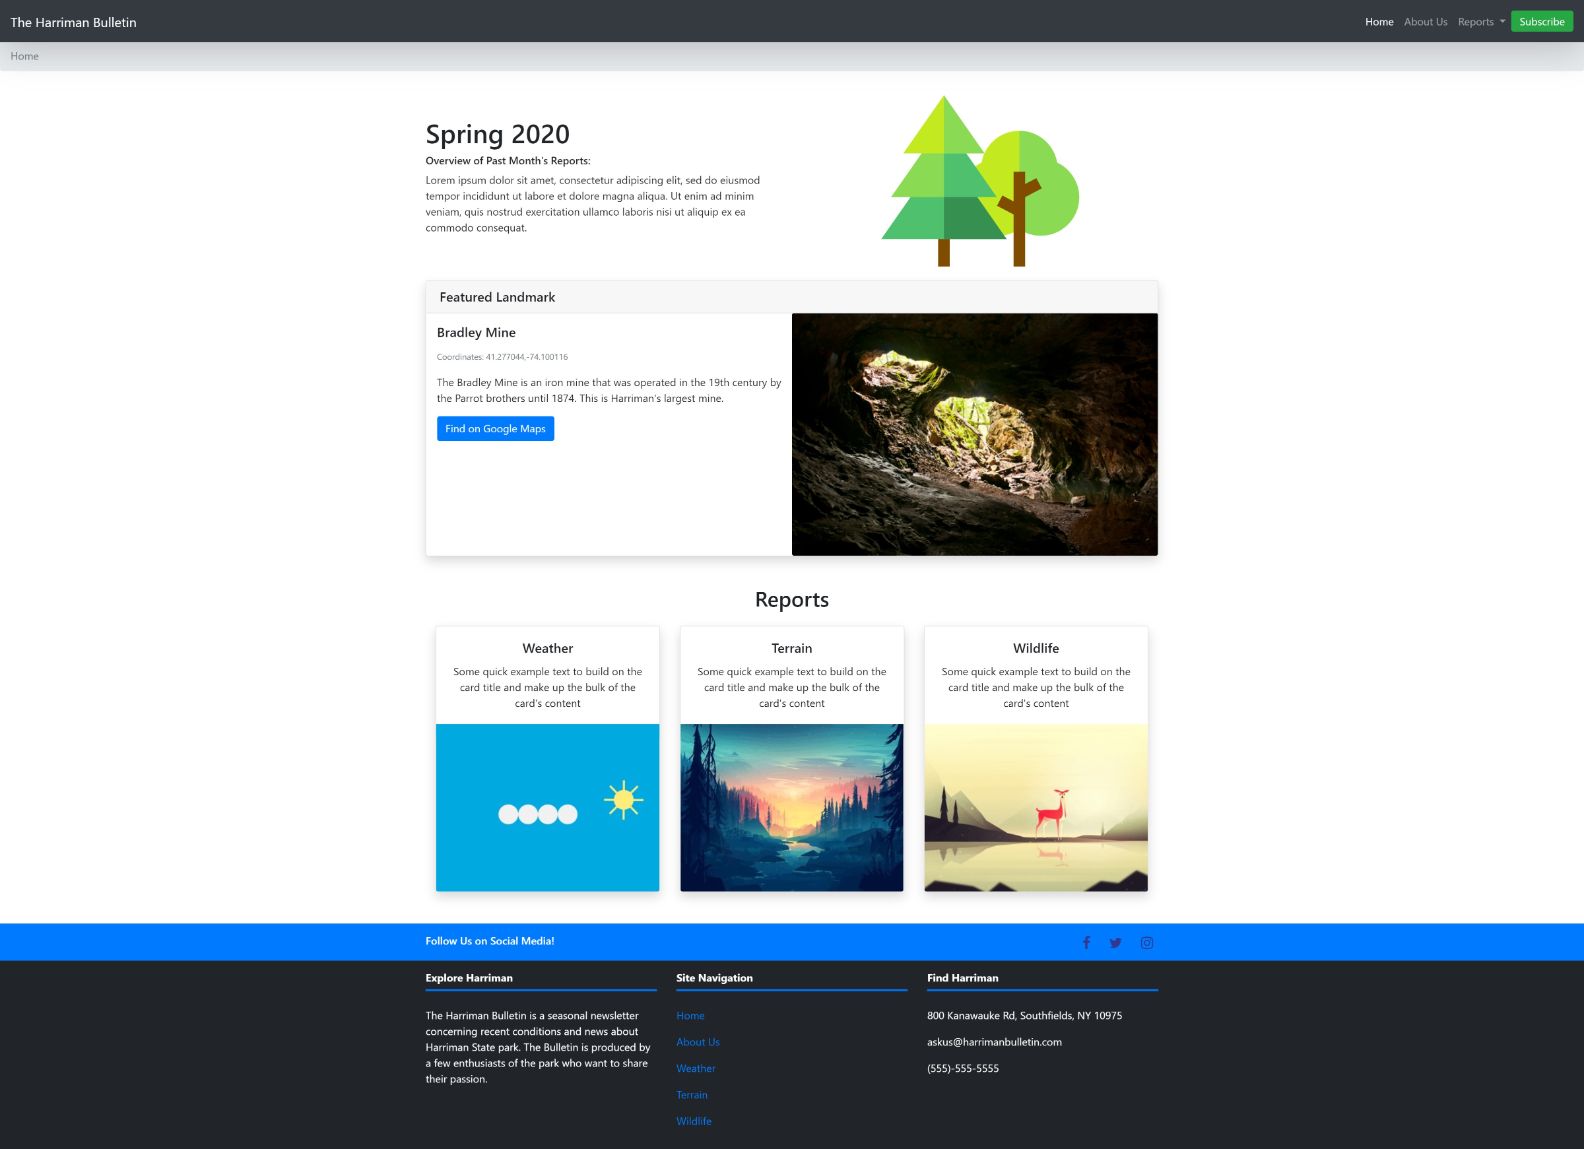 The Harriman Bulletin
Home About Us Reports Subscribe
Home
Spring 2020
Overview of Past Month's Reports:
Lorem ipsum dolor sit amet, consectetur adipiscing elit, sed do eiusmod
tempor incididunt ut labore et dolore magna aliqua. Ut enim ad minim
veniam, quis nostrud exercitation ullamco laboris nisi ut aliquip ex ea
commodo consequat.
Featured Landmark
Bradley Mine
Coordinates: 41.277044,-74.100116
The Bradley Mine is an iron mine that was operated in the 19th century by
the Parrot brothers until 1874. This is Harriman's largest mine.
Find on Google Maps
Reports
Weather
Some quick example text to build on the
card title and make up the bulk of the
card's content
Terrain
Some quick example text to build on the
card title and make up the bulk of the
card's content
Wildlife
Some quick example text to build on the
card title and make up the bulk of the
card's content
Follow Us on Social Media!
Explore Harriman
The Harriman Bulletin is a seasonal newsletter
concerning recent conditions and news about
Harriman State park. The Bulletin is produced by
a few enthusiasts of the park who want to share
their passion.
Site Navigation
Home
About Us
Weather
Terrain
Wildlife
Find Harriman
800 Kanawauke Rd, Southfields, NY 10975
askus@harrimanbulletin.com
(555)-555-5555